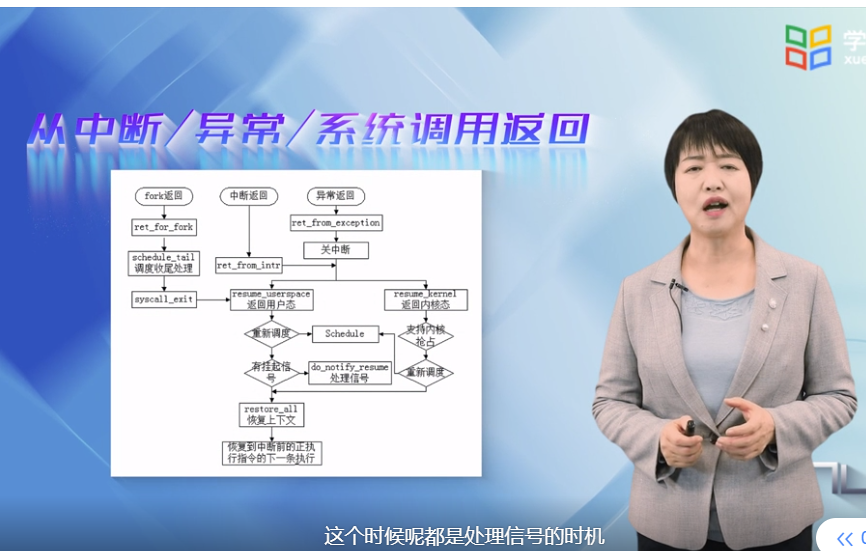 学
xue
从中断/异常/系统调用返回
fork返回
中断返回
异常返回
ret_for_fork
ret_from_exception
关中断
schedule_tail
调度收尾处理
ret_from_intr
syscall_exit
resume_userspace
返回用户态
resume_kernel
返回内核态
重新调度
Schedule
支持内核
抢占
有挂起信
号
do_notify_resume
处理信号
重新调度
restore_all
恢复上下文
恢复到中断前的正执
行指令的下一条执行
这个时候呢都是处理信号的时机